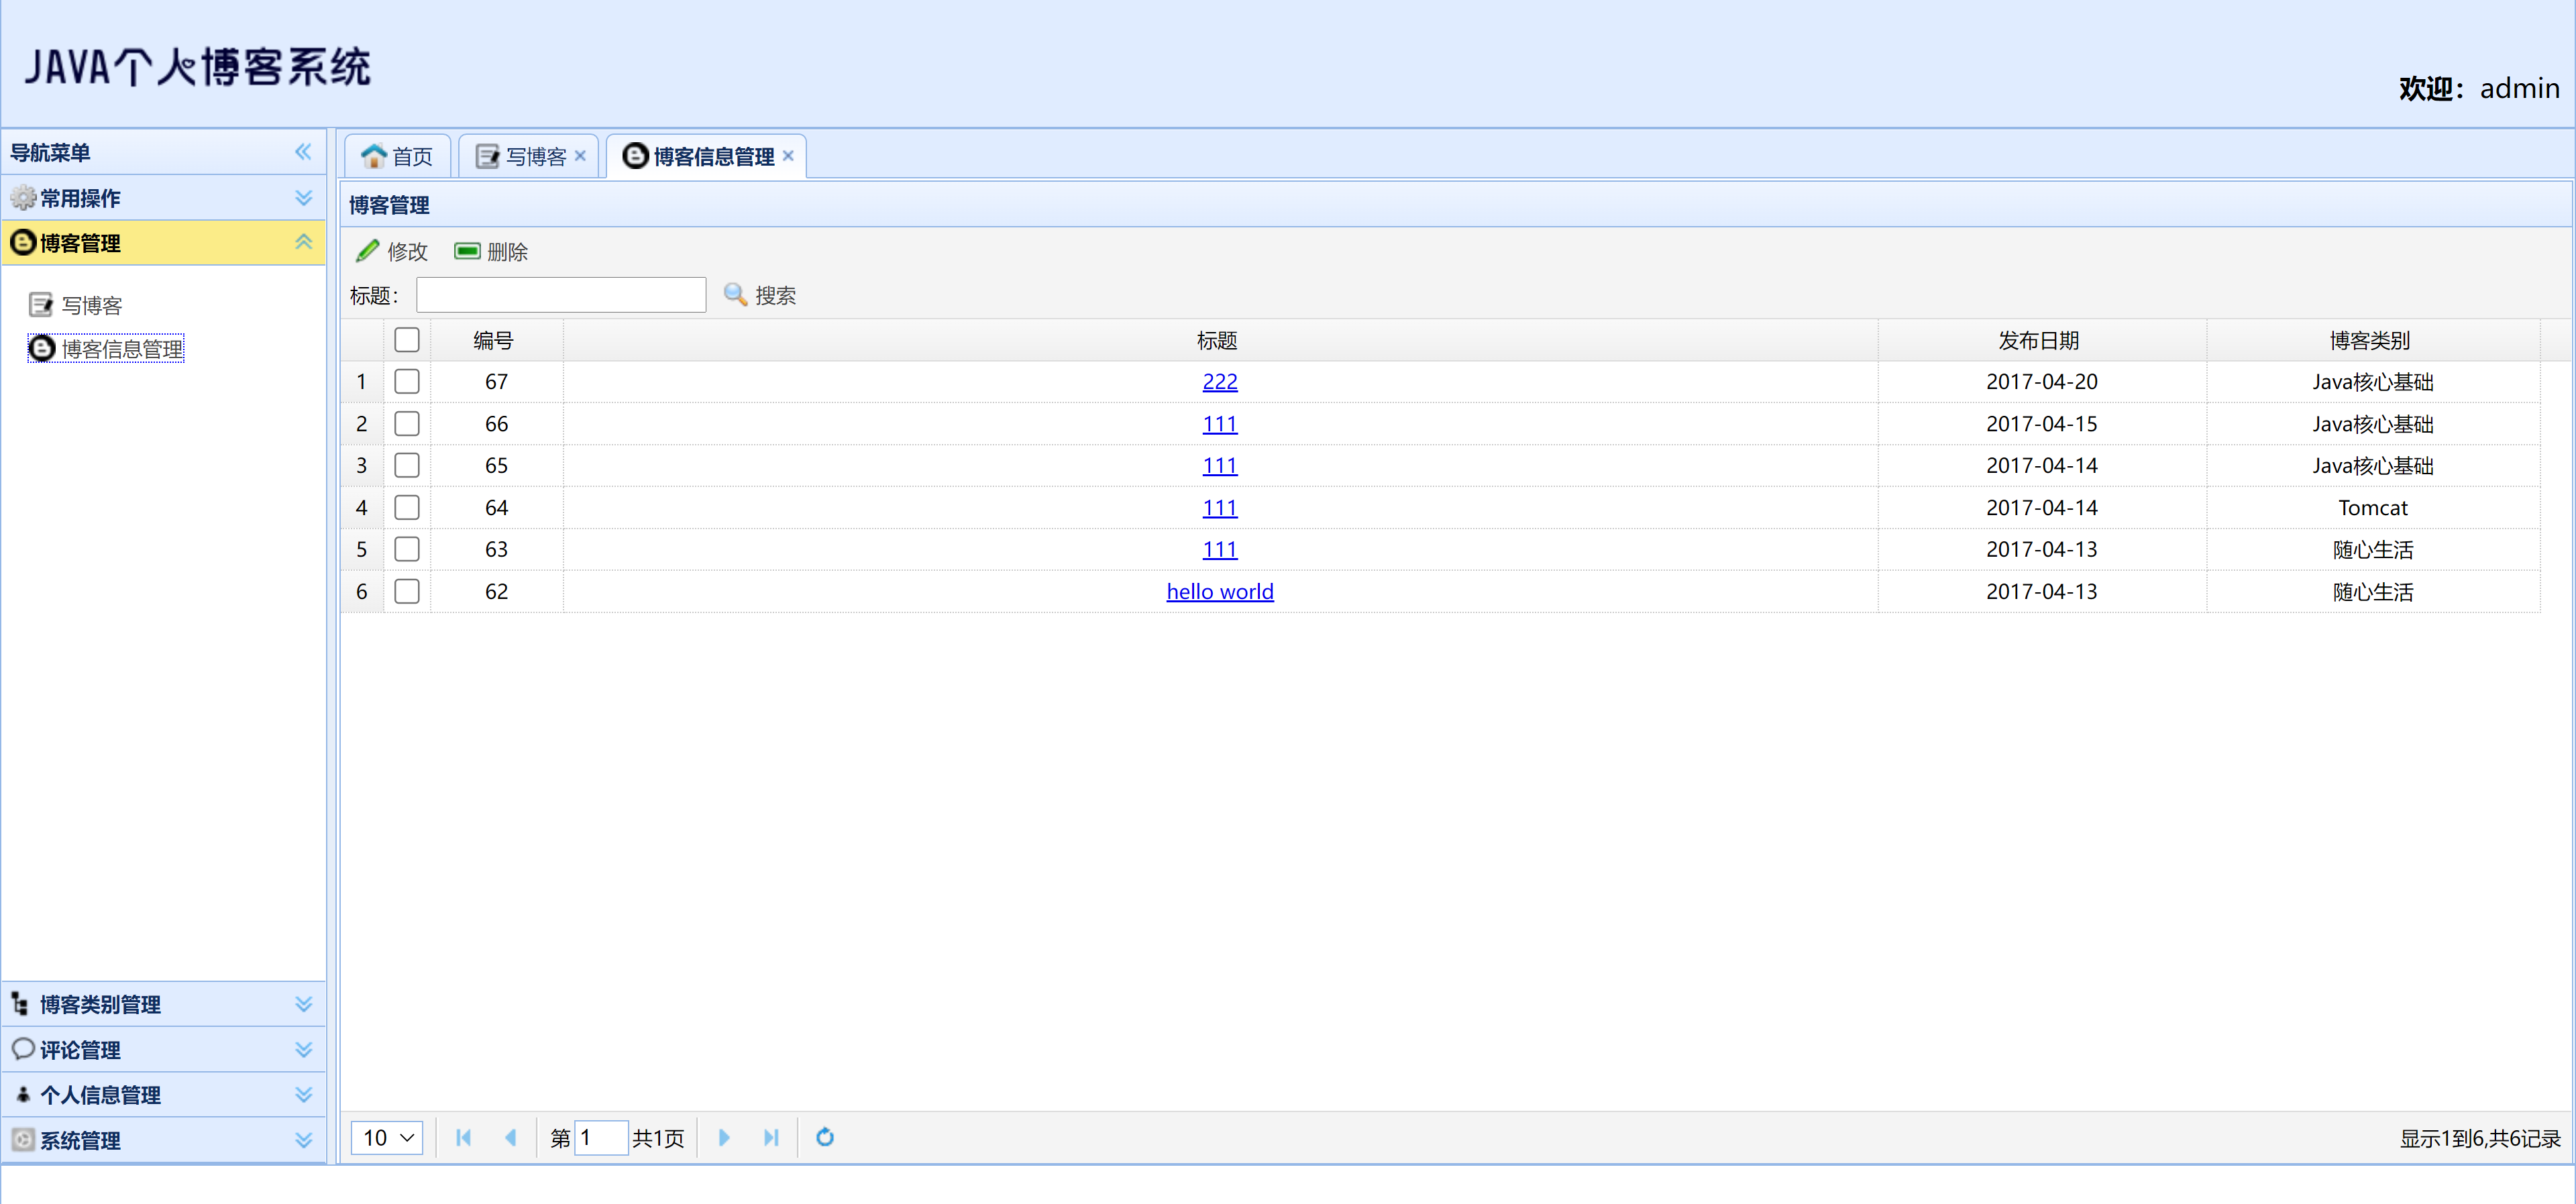 JAVA个人博客系统
欢迎：admin
导航菜单
常用操作
博客管理
写博客
博客信息管理
博客类别管理
评论管理
个人信息管理
系统管理
首页 写博客 博客信息管理
博客管理
修改 删除
标题： 搜索
编号 标题 发布日期 博客类别
1 67 222 2017-04-20 Java核心基础
2 66 111 2017-04-15 Java核心基础
3 65 111 2017-04-14 Java核心基础
4 64 111 2017-04-14 Tomcat
5 63 111 2017-04-13 随心生活
6 62 hello world 2017-04-13 随心生活
10 第 1 共1页 显示1到6,共6记录